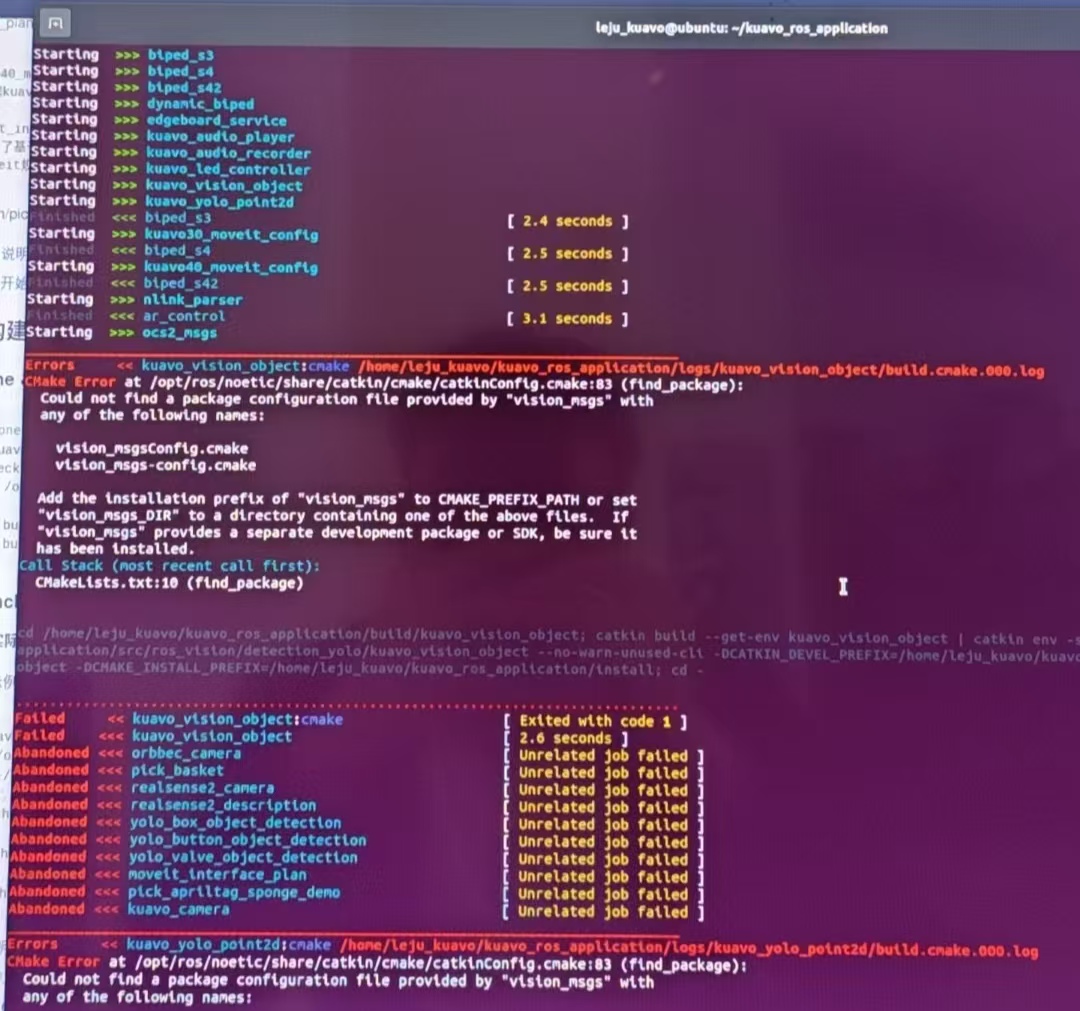 leju_kuavo@ubuntu: ~/kuavo_ros_application
Starting >>> biped_s3
Starting >>> biped_s4
Starting >>> biped_s42
Starting >>> dynamic_biped
Starting >>> edgeboard_service
Starting >>> kuavo_audio_player
Starting >>> kuavo_audio_recorder
Starting >>> kuavo_led_controller
Starting >>> kuavo_vision_object
Starting >>> kuavo_yolo_point2d
Finished <<< biped_s3 [ 2.4 seconds ]
Starting >>> kuavo30_moveit_config
Finished <<< biped_s4 [ 2.5 seconds ]
Starting >>> kuavo40_moveit_config
Finished <<< biped_s42 [ 2.5 seconds ]
Starting >>> nlink_parser
Finished <<< ar_control [ 3.1 seconds ]
Starting >>> ocs2_msgs
Errors << kuavo_vision_object:cmake /home/leju_kuavo/kuavo_ros_application/logs/kuavo_vision_object/build.cmake.000.log
CMake Error at /opt/ros/noetic/share/catkin/cmake/catkinConfig.cmake:83 (find_package):
Could not find a package configuration file provided by "vision_msgs" with
any of the following names:
vision_msgsConfig.cmake
vision_msgs-config.cmake
Add the installation prefix of "vision_msgs" to CMAKE_PREFIX_PATH or set
"vision_msgs_DIR" to a directory containing one of the above files. If
"vision_msgs" provides a separate development package or SDK, be sure it
has been installed.
Call Stack (most recent call first):
CMakeLists.txt:10 (find_package)
cd /home/leju_kuavo/kuavo_ros_application/build/kuavo_vision_object; catkin build --get-env kuavo_vision_object | catkin env -s
application/src/ros_vision/detection_yolo/kuavo_vision_object --no-warn-unused-cli -DCATKIN_DEVEL_PREFIX=/home/leju_kuavo/kuavo
object -DCMAKE_INSTALL_PREFIX=/home/leju_kuavo/kuavo_ros_application/install; cd -
Failed << kuavo_vision_object:cmake [ Exited with code 1 ]
Failed <<< kuavo_vision_object [ 2.6 seconds ]
Abandoned <<< orbbec_camera [ Unrelated job failed ]
Abandoned <<< pick_basket [ Unrelated job failed ]
Abandoned <<< realsense2_camera [ Unrelated job failed ]
Abandoned <<< realsense2_description [ Unrelated job failed ]
Abandoned <<< yolo_box_object_detection [ Unrelated job failed ]
Abandoned <<< yolo_button_object_detection [ Unrelated job failed ]
Abandoned <<< yolo_valve_object_detection [ Unrelated job failed ]
Abandoned <<< moveit_interface_plan [ Unrelated job failed ]
Abandoned <<< pick_apriltag_sponge_demo [ Unrelated job failed ]
Abandoned <<< kuavo_camera [ Unrelated job failed ]
Errors << kuavo_yolo_point2d:cmake /home/leju_kuavo/kuavo_ros_application/logs/kuavo_yolo_point2d/build.cmake.000.log
CMake Error at /opt/ros/noetic/share/catkin/cmake/catkinConfig.cmake:83 (find_package):
Could not find a package configuration file provided by "vision_msgs" with
any of the following names: